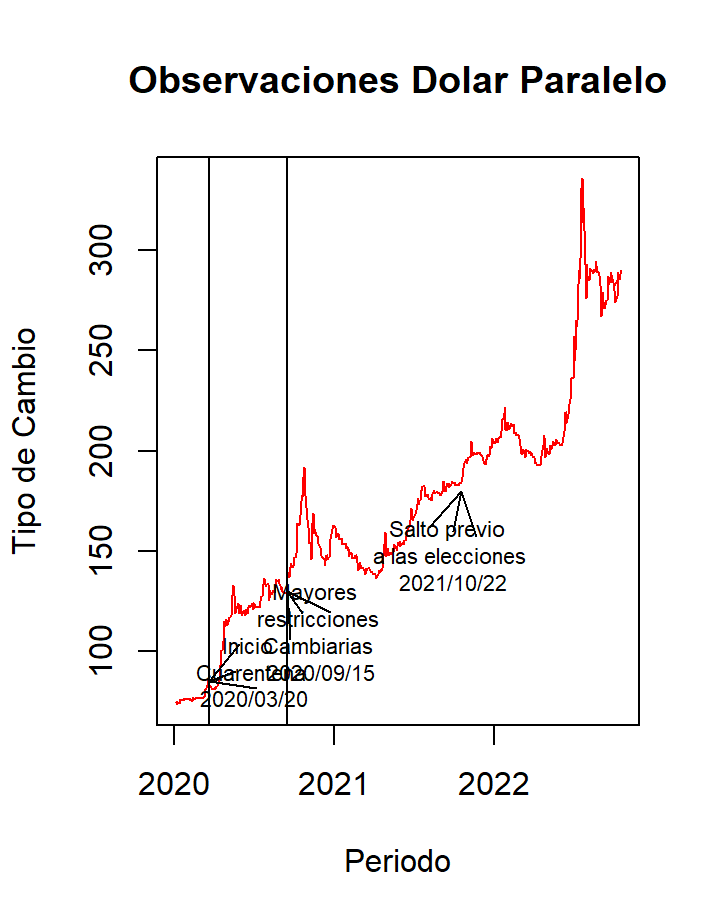 Observaciones Dolar Paralelo
Tipo de Cambio
300
250
200
150
100
Salto previo
a las elecciones
2021/10/22
Mayores
restricciones
Cambiarias
2020/09/15
Inicio
Cuarentena
2020/03/20
2020
2021
2022
Periodo